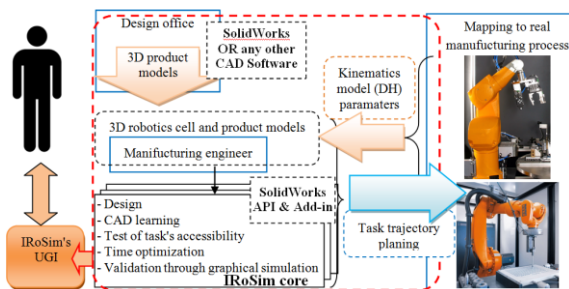 Design office
SolidWorks
OR any other
CAD Software
3D product
models
Mapping to real
manufucturing process
Kinematics
model (DH)
paramaters
3D robotics cell and product models
Manifucturing engineer
SolidWorks
API & Add-in
- Design
- CAD learning
- Test of task's accessibility
- Time optimization
- Validation through graphical simulation
IRoSim core
Task trajectory
planing
IRoSim's
UGI